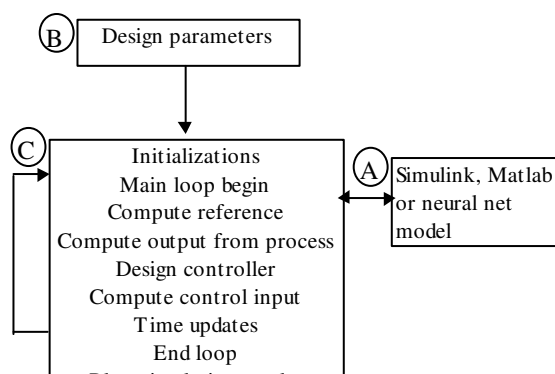 B
Design parameters
C
Initializations
Main loop begin
Compute reference
Compute output from process
Design controller
Compute control input
Time updates
End loop
A
Simulink, Matlab
or neural net
model